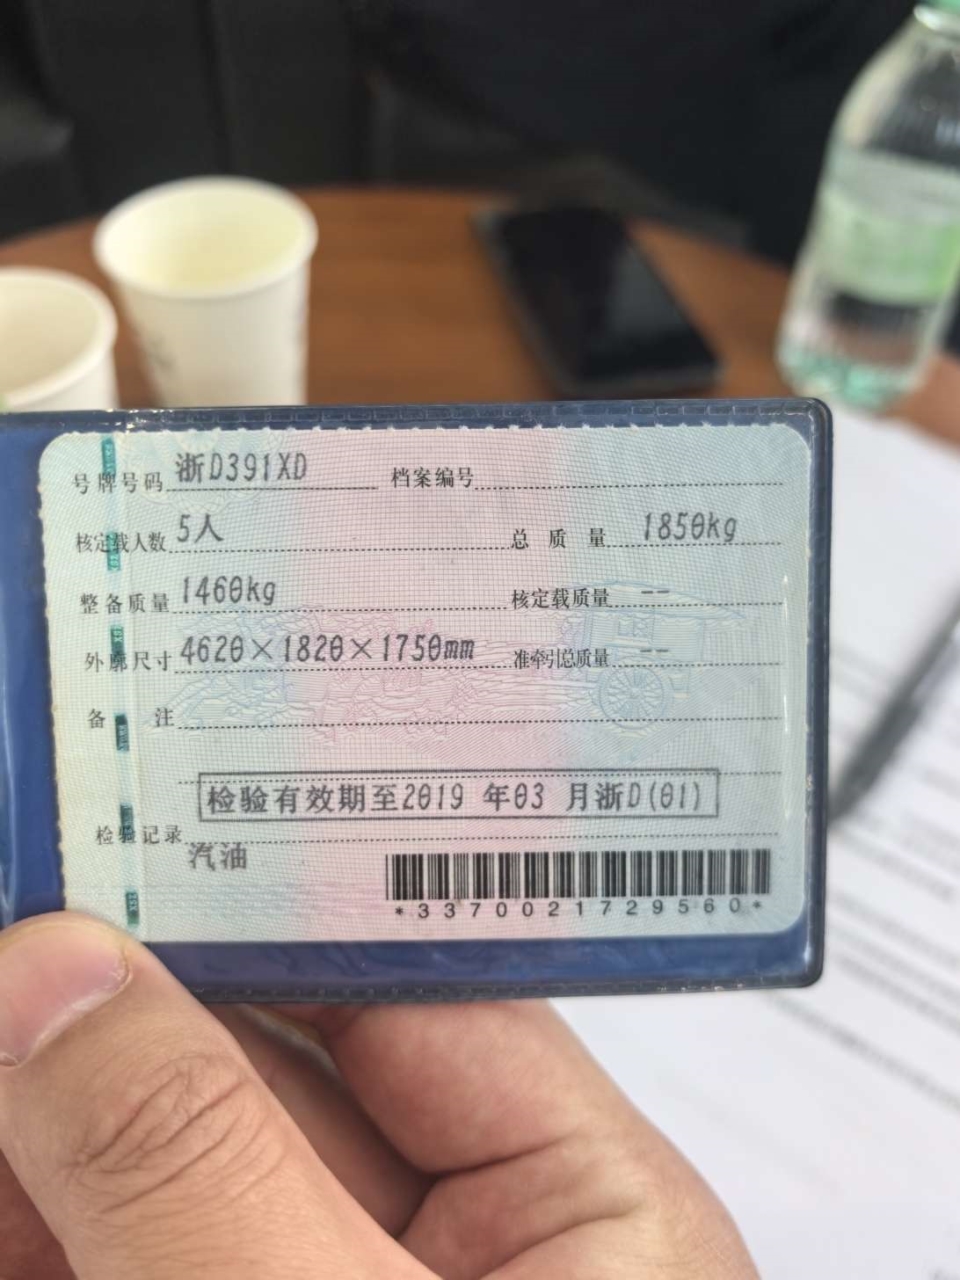 号牌号码 浙D391XD 档案编号
核定载人数 5人 总质量 1850kg
整备质量 1460kg 核定载质量 --
外廓尺寸 4620×1820×1750mm 准牵引总质量 --
备注
检验有效期至2019 年03 月浙D(01)
检验记录
汽油
*3370021729560*